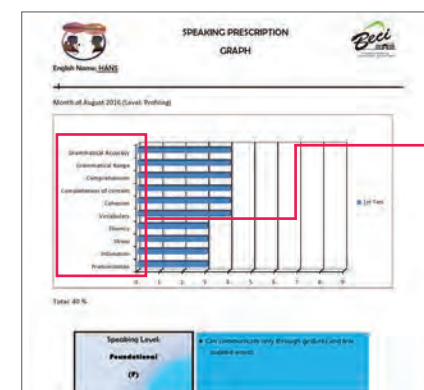 SPEAKING PRESCRIPTION
GRAPH
Beci
English Name: HANS
Month of August 2016 (Level: Profiling)
Grammatical Accuracy
Grammatical Range
Comprehension
Completeness of content
Cohesion
Vocabulary
Fluency
Stress
Intonation
Pronunciation
1st Test
0 1 2 3 4 5 6 7 8 9
Total: 40 %
Speaking Level:
Foundational
(F)
Can communicate only through gestures and few
isolated words